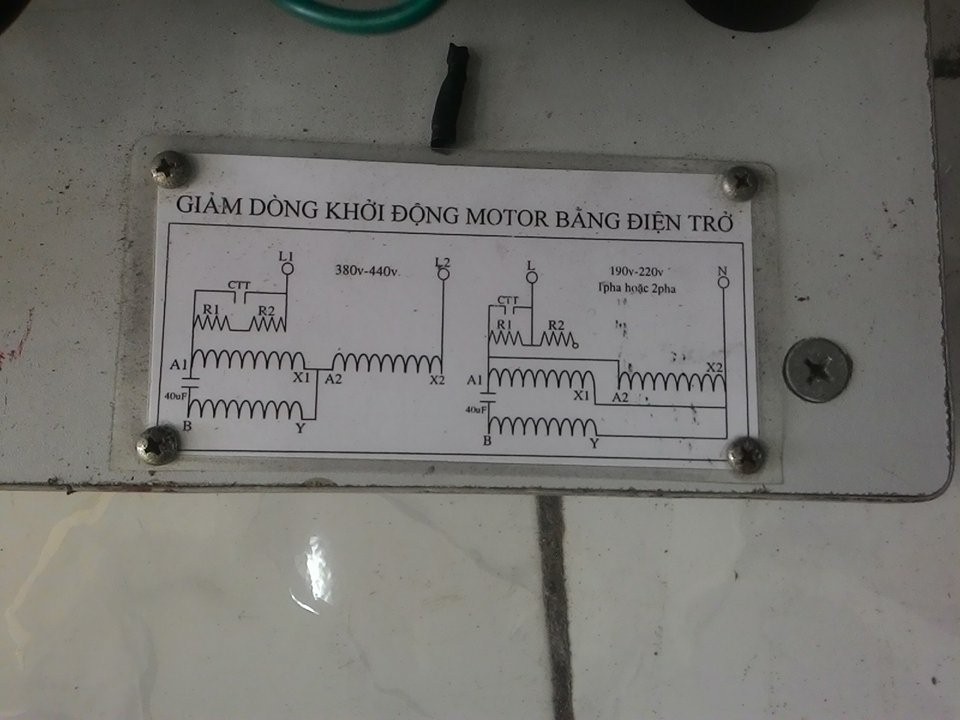 GIẢM DÒNG KHỞI ĐỘNG MOTOR BẰNG ĐIỆN TRỞ
L1
380v-440v
L2
CTT
R1
R2
A1
X1
A2
X2
40uF
B
Y
L
190v-220v
1pha hoặc 2pha
N
CTT
R1
R2
X2
A1
X1
A2
40uF
B
Y